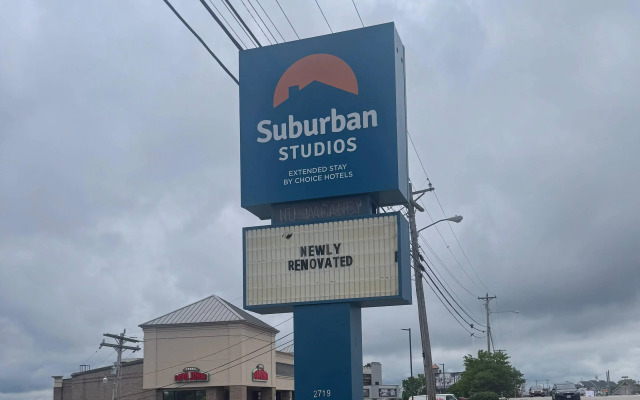 Suburban
STUDIOS
EXTENDED STAY
BY CHOICE HOTELS
NO VACANCY
NEWLY
RENOVATED
2719